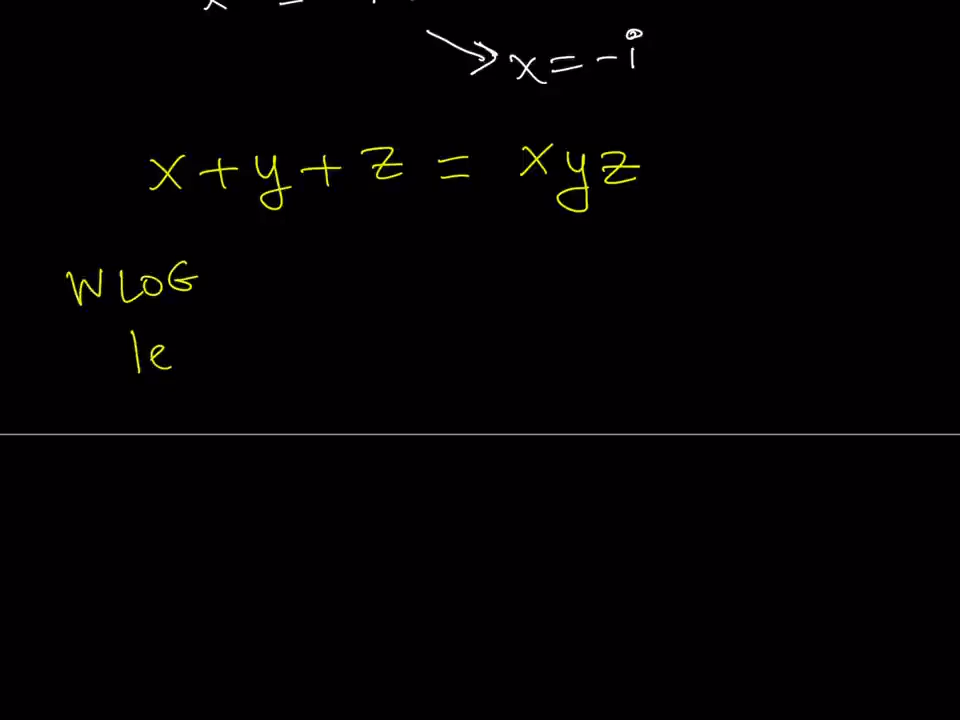 x = -i
x + y + z = xyz
WLOG
le